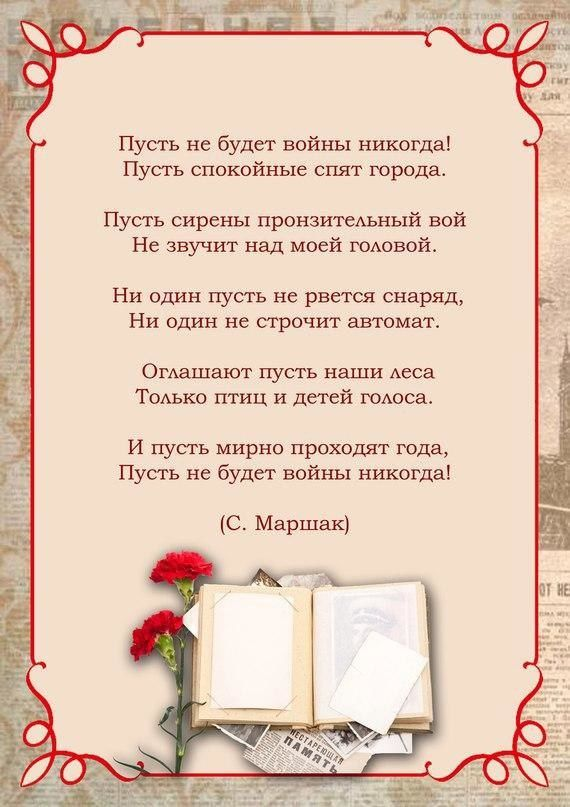 Пусть не будет войны никогда!
Пусть спокойные спят города.
Пусть сирены пронзительный вой
Не звучит над моей головой.
Ни один пусть не рвется снаряд,
Ни один не строчит автомат.
Оглашают пусть наши леса
Только птиц и детей голоса.
И пусть мирно проходят года,
Пусть не будет войны никогда!
(С. Маршак)
НЕСТАРЕЮЩАЯ
ПАМЯТЬ